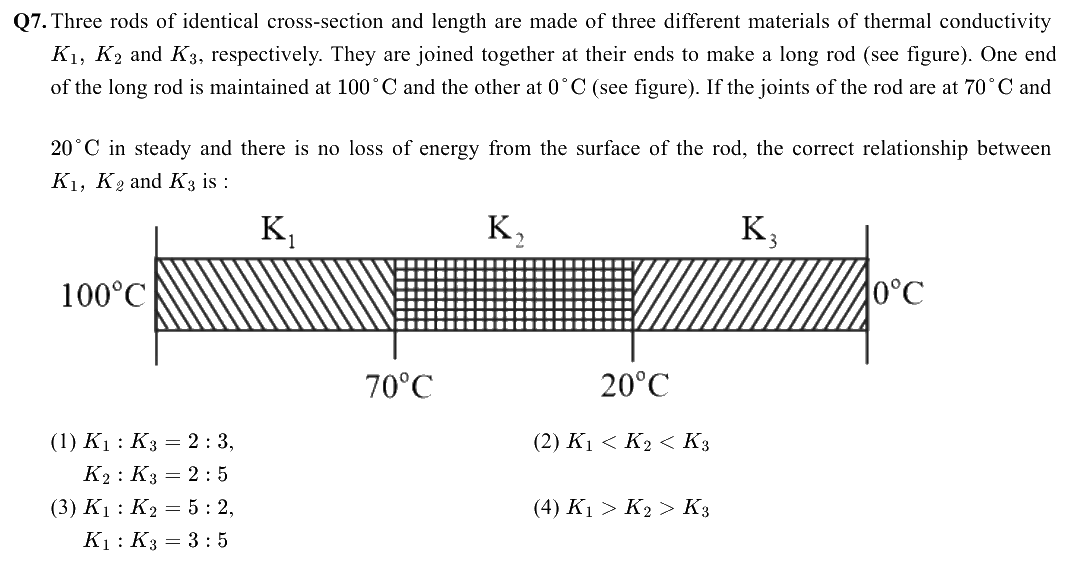 Q7. Three rods of identical cross-section and length are made of three different materials of thermal conductivity
K₁, K₂ and K₃, respectively. They are joined together at their ends to make a long rod (see figure). One end
of the long rod is maintained at 100°C and the other at 0°C (see figure). If the joints of the rod are at 70°C and
20°C in steady and there is no loss of energy from the surface of the rod, the correct relationship between
K₁, K₂ and K₃ is :
K₁ K₂ K₃
100°C 0°C
70°C 20°C
(1) K₁ : K₃ = 2 : 3, (2) K₁ < K₂ < K₃
K₂ : K₃ = 2 : 5
(3) K₁ : K₂ = 5 : 2, (4) K₁ > K₂ > K₃
K₁ : K₃ = 3 : 5